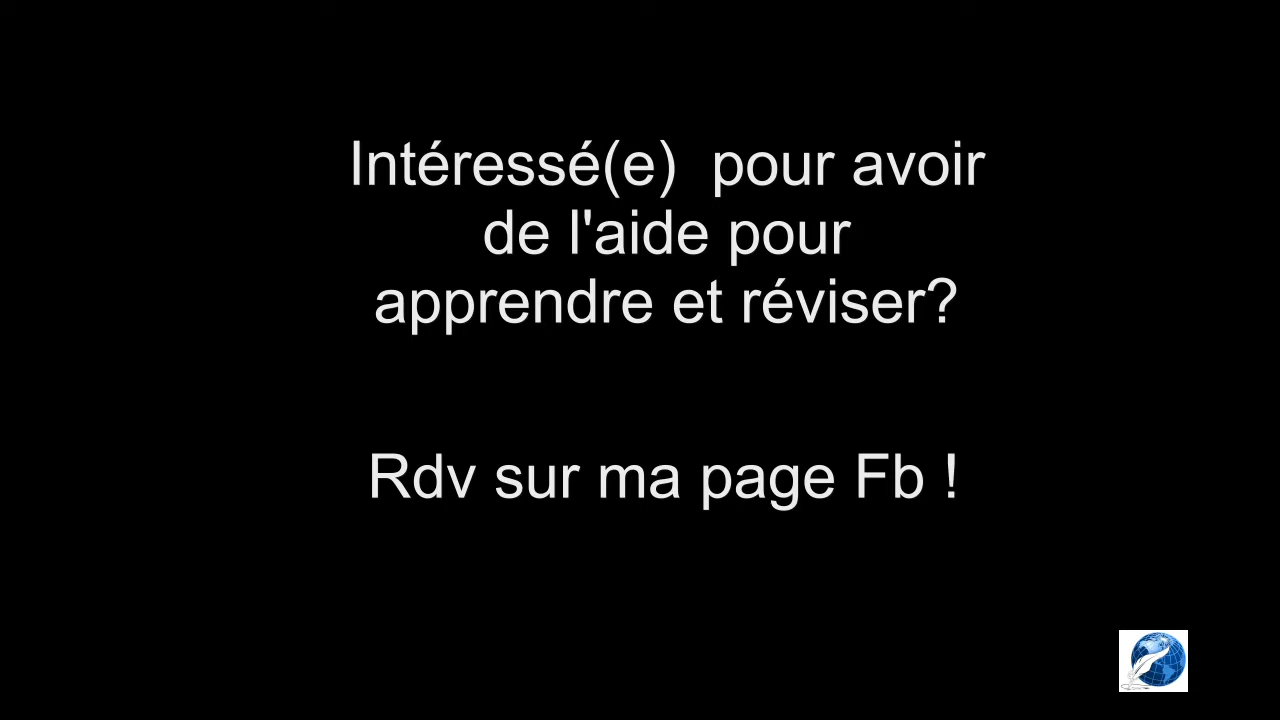 Intéressé(e)  pour avoir
de l'aide pour
apprendre et réviser?
Rdv sur ma page Fb !